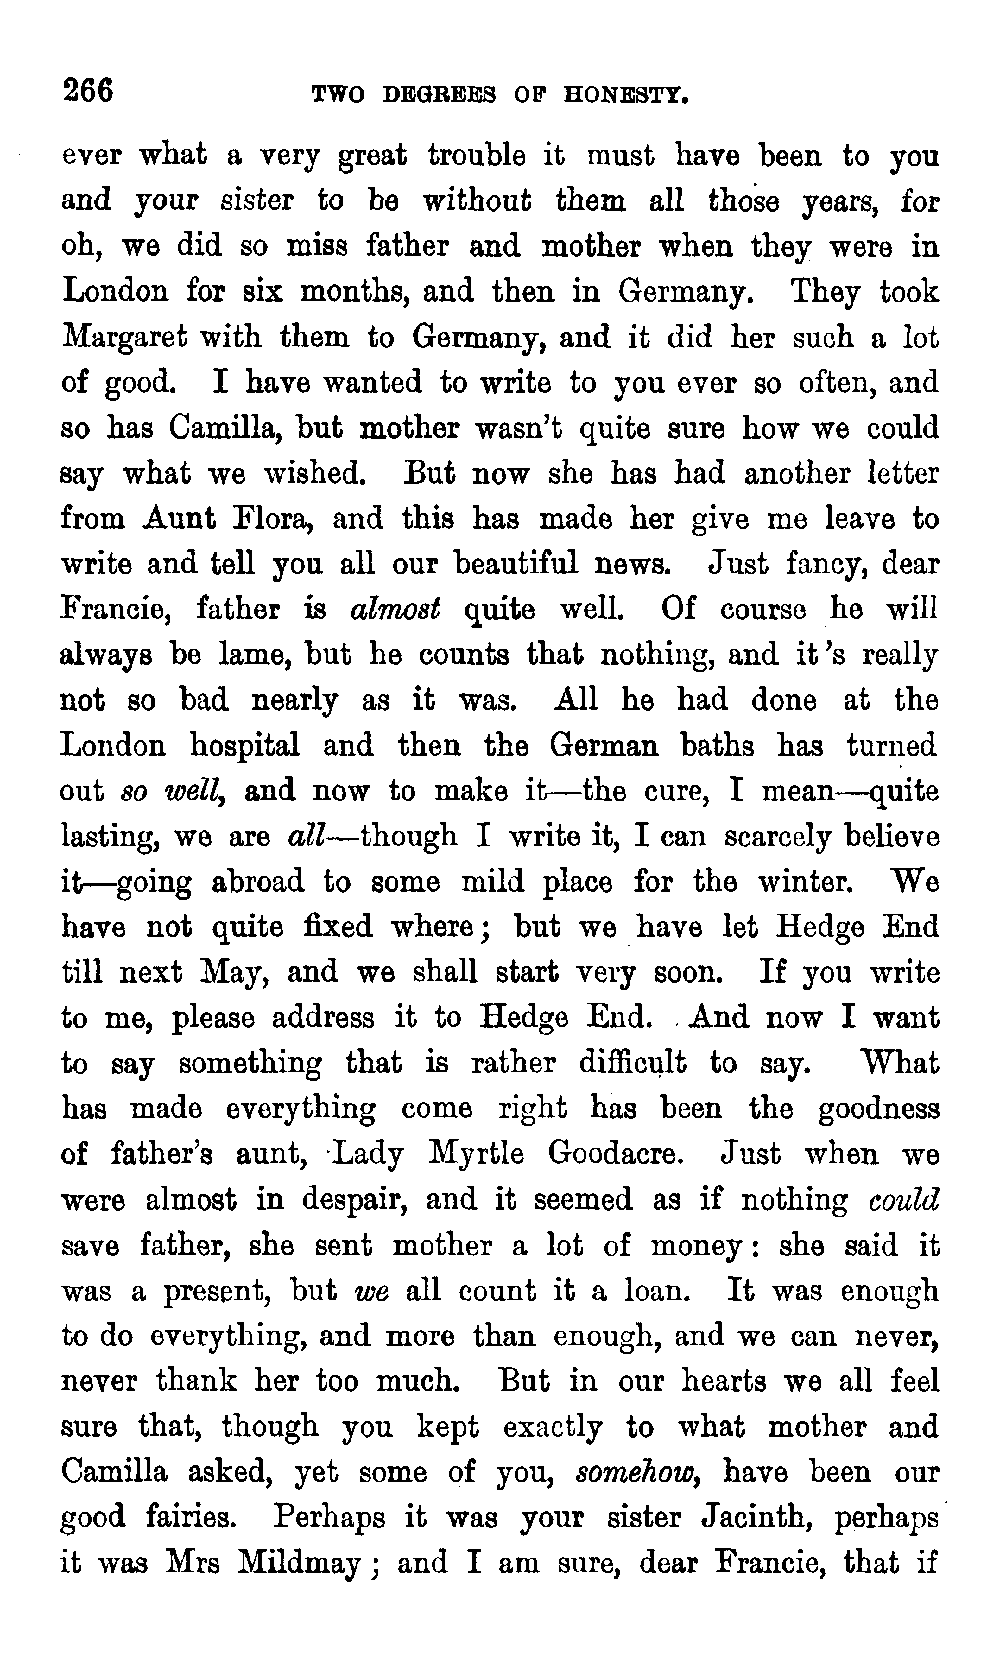 266 TWO DEGREES OF HONESTY.
ever what a very great trouble it must have been to you
and your sister to be without them all those years, for
oh, we did so miss father and mother when they were in
London for six months, and then in Germany. They took
Margaret with them to Germany, and it did her such a lot
of good. I have wanted to write to you ever so often, and
so has Camilla, but mother wasn't quite sure how we could
say what we wished. But now she has had another letter
from Aunt Flora, and this has made her give me leave to
write and tell you all our beautiful news. Just fancy, dear
Francie, father is almost quite well. Of course he will
always be lame, but he counts that nothing, and it 's really
not so bad nearly as it was. All he had done at the
London hospital and then the German baths has turned
out so well, and now to make it—the cure, I mean—quite
lasting, we are all—though I write it, I can scarcely believe
it—going abroad to some mild place for the winter. We
have not quite fixed where; but we have let Hedge End
till next May, and we shall start very soon. If you write
to me, please address it to Hedge End. And now I want
to say something that is rather difficult to say. What
has made everything come right has been the goodness
of father's aunt, Lady Myrtle Goodacre. Just when we
were almost in despair, and it seemed as if nothing could
save father, she sent mother a lot of money: she said it
was a present, but we all count it a loan. It was enough
to do everything, and more than enough, and we can never,
never thank her too much. But in our hearts we all feel
sure that, though you kept exactly to what mother and
Camilla asked, yet some of you, somehow, have been our
good fairies. Perhaps it was your sister Jacinth, perhaps
it was Mrs Mildmay; and I am sure, dear Francie, that if